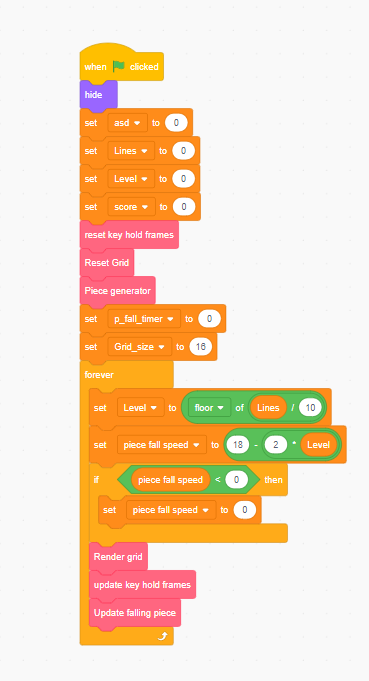 when clicked
hide
set asd to 0
set Lines to 0
set Level to 0
set score to 0
reset key hold frames
Reset Grid
Piece generator
set p_fall_timer to 0
set Grid_size to 16
forever
set Level to floor of Lines / 10
set piece fall speed to 18 - 2 * Level
if piece fall speed < 0 then
set piece fall speed to 0
Render grid
update key hold frames
Update falling piece